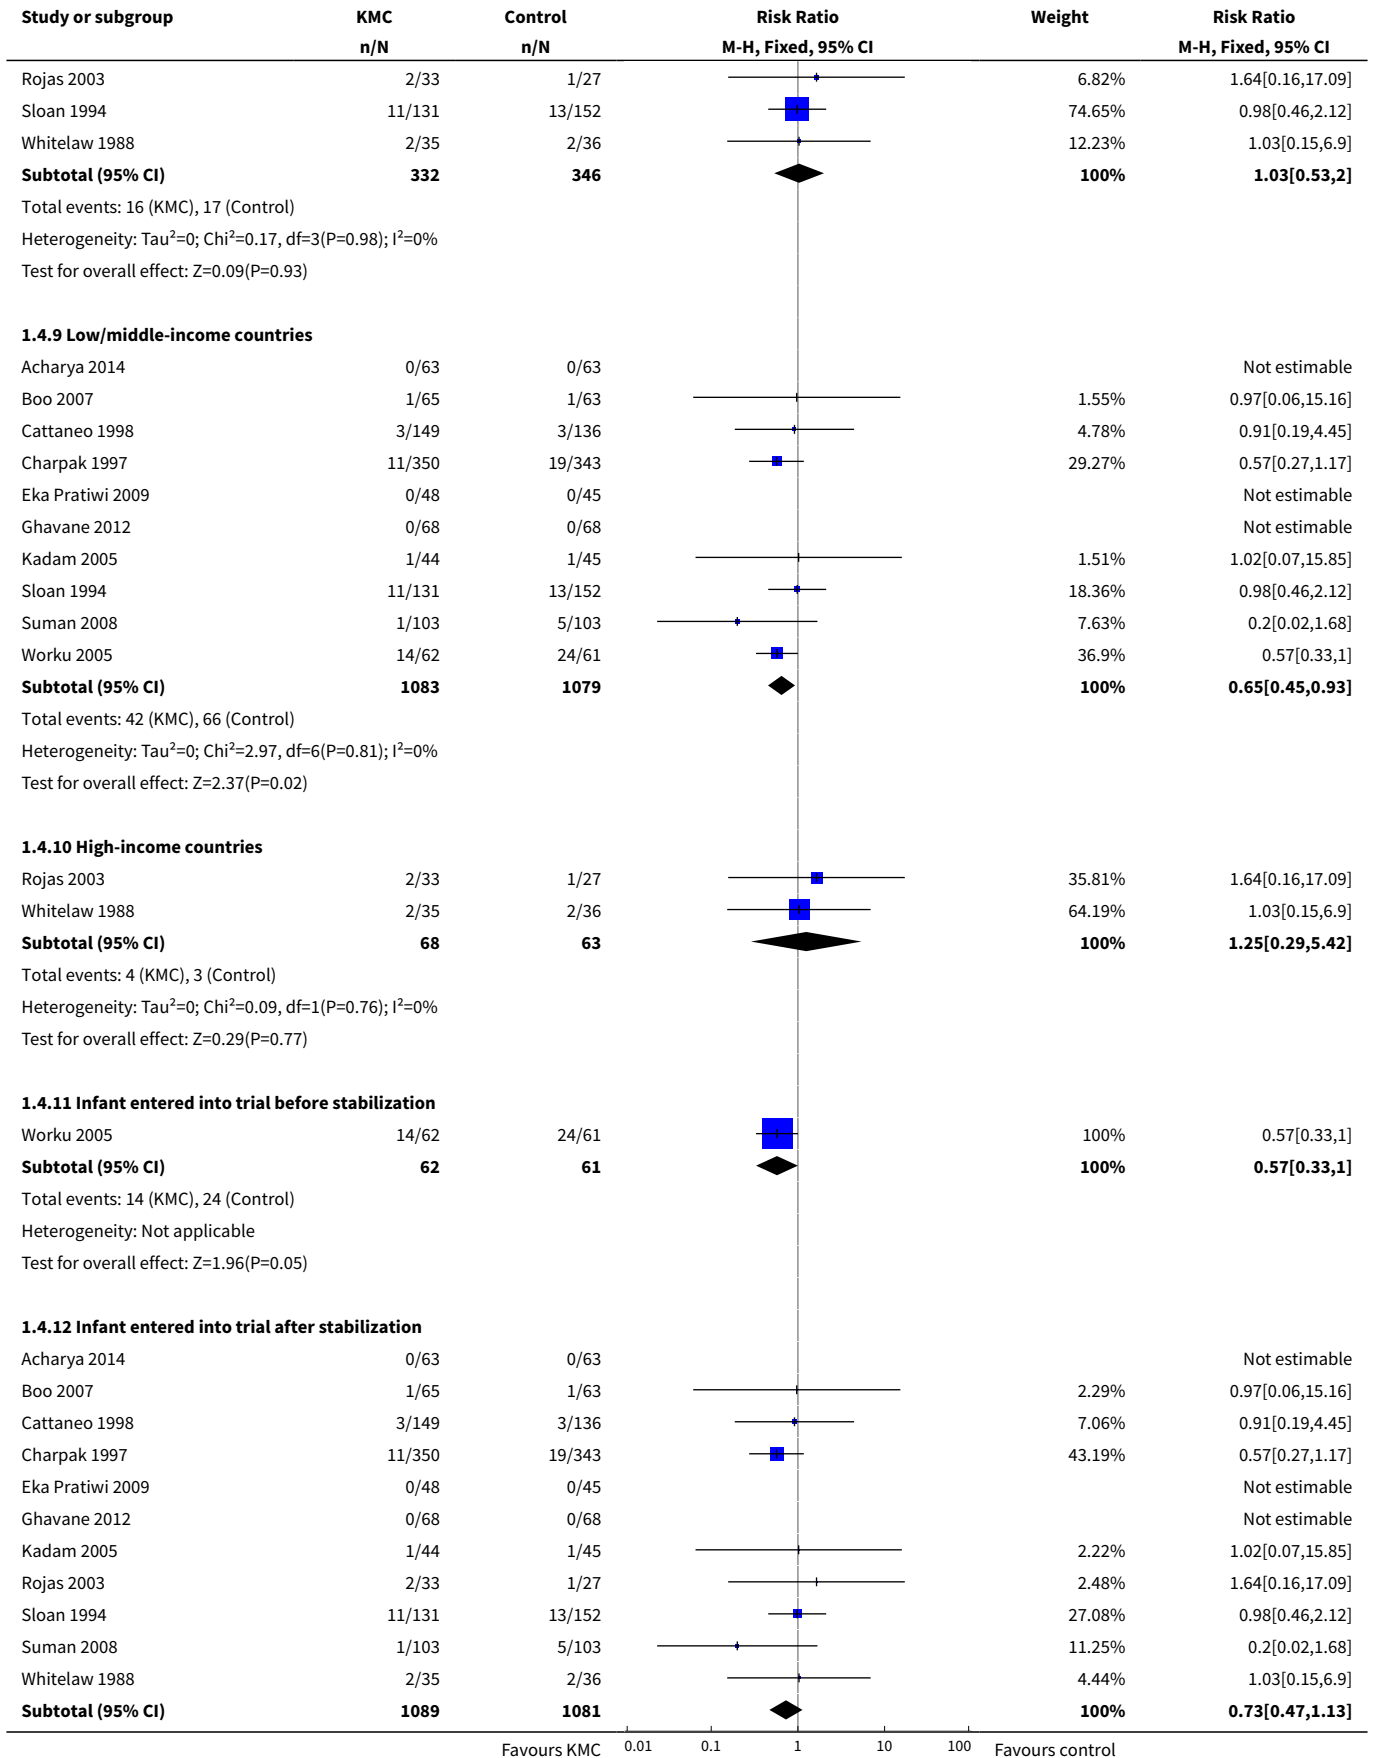 Study or subgroup KMC Control Risk Ratio Weight Risk Ratio
n/N n/N M-H, Fixed, 95% CI M-H, Fixed, 95% CI
Rojas 2003 2/33 1/27 6.82% 1.64[0.16,17.09]
Sloan 1994 11/131 13/152 74.65% 0.98[0.46,2.12]
Whitelaw 1988 2/35 2/36 12.23% 1.03[0.15,6.9]
Subtotal (95% CI) 332 346 100% 1.03[0.53,2]
Total events: 16 (KMC), 17 (Control)
Heterogeneity: Tau²=0; Chi²=0.17, df=3(P=0.98); I²=0%
Test for overall effect: Z=0.09(P=0.93)
1.4.9 Low/middle-income countries
Acharya 2014 0/63 0/63 Not estimable
Boo 2007 1/65 1/63 1.55% 0.97[0.06,15.16]
Cattaneo 1998 3/149 3/136 4.78% 0.91[0.19,4.45]
Charpak 1997 11/350 19/343 29.27% 0.57[0.27,1.17]
Eka Pratiwi 2009 0/48 0/45 Not estimable
Ghavane 2012 0/68 0/68 Not estimable
Kadam 2005 1/44 1/45 1.51% 1.02[0.07,15.85]
Sloan 1994 11/131 13/152 18.36% 0.98[0.46,2.12]
Suman 2008 1/103 5/103 7.63% 0.2[0.02,1.68]
Worku 2005 14/62 24/61 36.9% 0.57[0.33,1]
Subtotal (95% CI) 1083 1079 100% 0.65[0.45,0.93]
Total events: 42 (KMC), 66 (Control)
Heterogeneity: Tau²=0; Chi²=2.97, df=6(P=0.81); I²=0%
Test for overall effect: Z=2.37(P=0.02)
1.4.10 High-income countries
Rojas 2003 2/33 1/27 35.81% 1.64[0.16,17.09]
Whitelaw 1988 2/35 2/36 64.19% 1.03[0.15,6.9]
Subtotal (95% CI) 68 63 100% 1.25[0.29,5.42]
Total events: 4 (KMC), 3 (Control)
Heterogeneity: Tau²=0; Chi²=0.09, df=1(P=0.76); I²=0%
Test for overall effect: Z=0.29(P=0.77)
1.4.11 Infant entered into trial before stabilization
Worku 2005 14/62 24/61 100% 0.57[0.33,1]
Subtotal (95% CI) 62 61 100% 0.57[0.33,1]
Total events: 14 (KMC), 24 (Control)
Heterogeneity: Not applicable
Test for overall effect: Z=1.96(P=0.05)
1.4.12 Infant entered into trial after stabilization
Acharya 2014 0/63 0/63 Not estimable
Boo 2007 1/65 1/63 2.29% 0.97[0.06,15.16]
Cattaneo 1998 3/149 3/136 7.06% 0.91[0.19,4.45]
Charpak 1997 11/350 19/343 43.19% 0.57[0.27,1.17]
Eka Pratiwi 2009 0/48 0/45 Not estimable
Ghavane 2012 0/68 0/68 Not estimable
Kadam 2005 1/44 1/45 2.22% 1.02[0.07,15.85]
Rojas 2003 2/33 1/27 2.48% 1.64[0.16,17.09]
Sloan 1994 11/131 13/152 27.08% 0.98[0.46,2.12]
Suman 2008 1/103 5/103 11.25% 0.2[0.02,1.68]
Whitelaw 1988 2/35 2/36 4.44% 1.03[0.15,6.9]
Subtotal (95% CI) 1089 1081 100% 0.73[0.47,1.13]
Favours KMC 0.01 0.1 1 10 100 Favours control